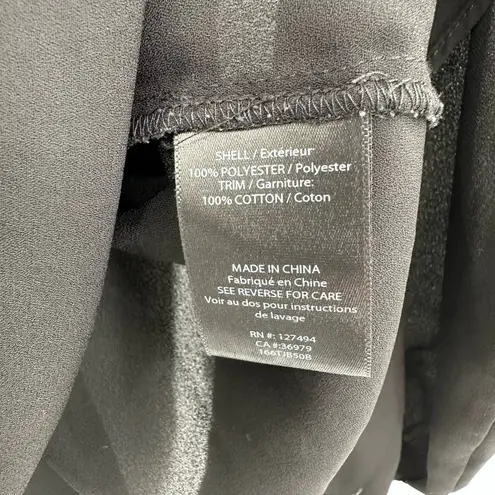 SHELL / Extérieur
100% POLYESTER / Polyester
TRIM / Garniture:
100% COTTON / Coton
MADE IN CHINA
Fabriqué en Chine
SEE REVERSE FOR CARE
Voir au dos pour instructions
de lavage
RN #: 127494
CA #:36979
166TJB50B